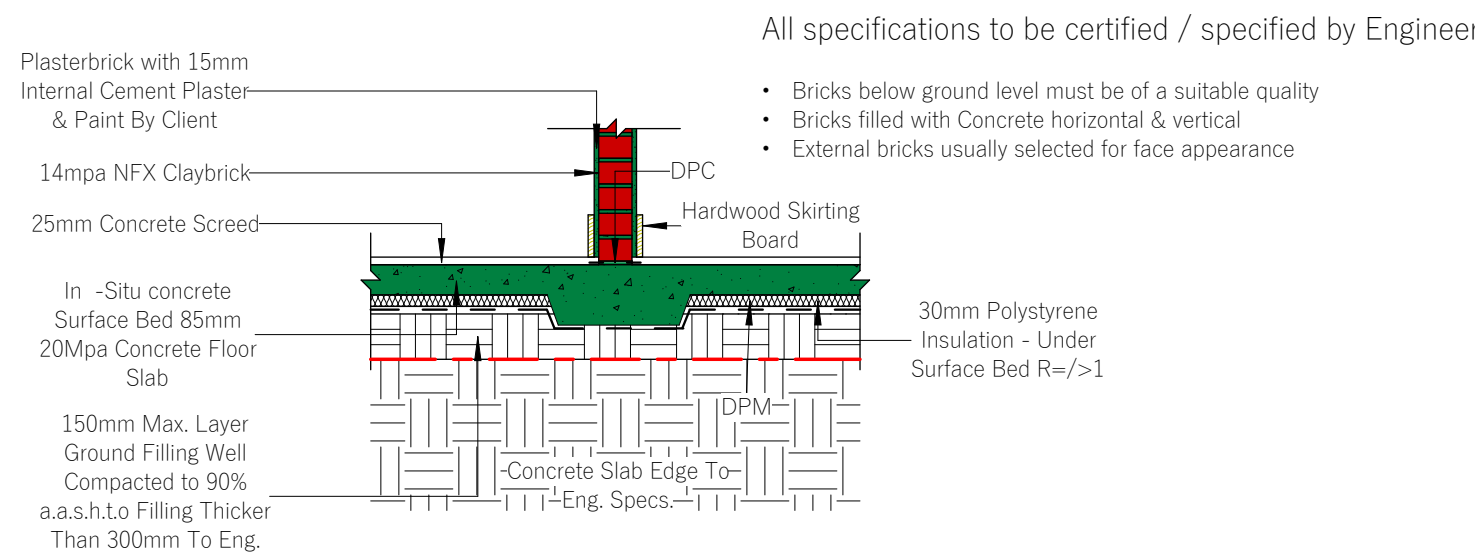 All specifications to be certified / specified by Engineer
• Bricks below ground level must be of a suitable quality
• Bricks filled with Concrete horizontal & vertical
• External bricks usually selected for face appearance
Plasterbrick with 15mm
Internal Cement Plaster
& Paint By Client
14mpa NFX Claybrick
25mm Concrete Screed
In -Situ concrete
Surface Bed 85mm
20Mpa Concrete Floor
Slab
150mm Max. Layer
Ground Filling Well
Compacted to 90%
a.a.s.h.t.o Filling Thicker
Than 300mm To Eng.
DPC
Hardwood Skirting
Board
30mm Polystyrene
Insulation - Under
Surface Bed R=/>1
DPM
Concrete Slab Edge To
Eng. Specs.